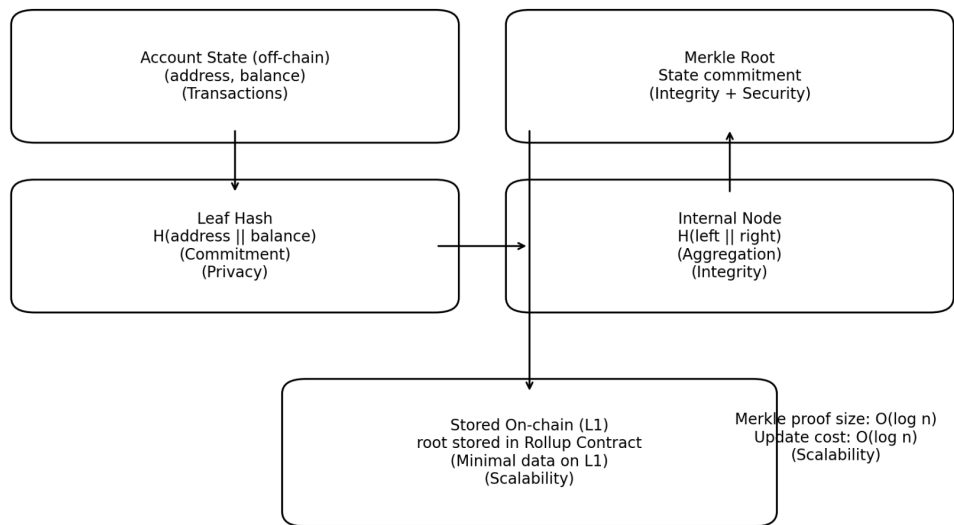 Account State (off-chain)
(address, balance)
(Transactions)
Merkle Root
State commitment
(Integrity + Security)
Leaf Hash
H(address || balance)
(Commitment)
(Privacy)
Internal Node
H(left || right)
(Aggregation)
(Integrity)
Stored On-chain (L1)
root stored in Rollup Contract
(Minimal data on L1)
(Scalability)
Merkle proof size: O(log n)
Update cost: O(log n)
(Scalability)